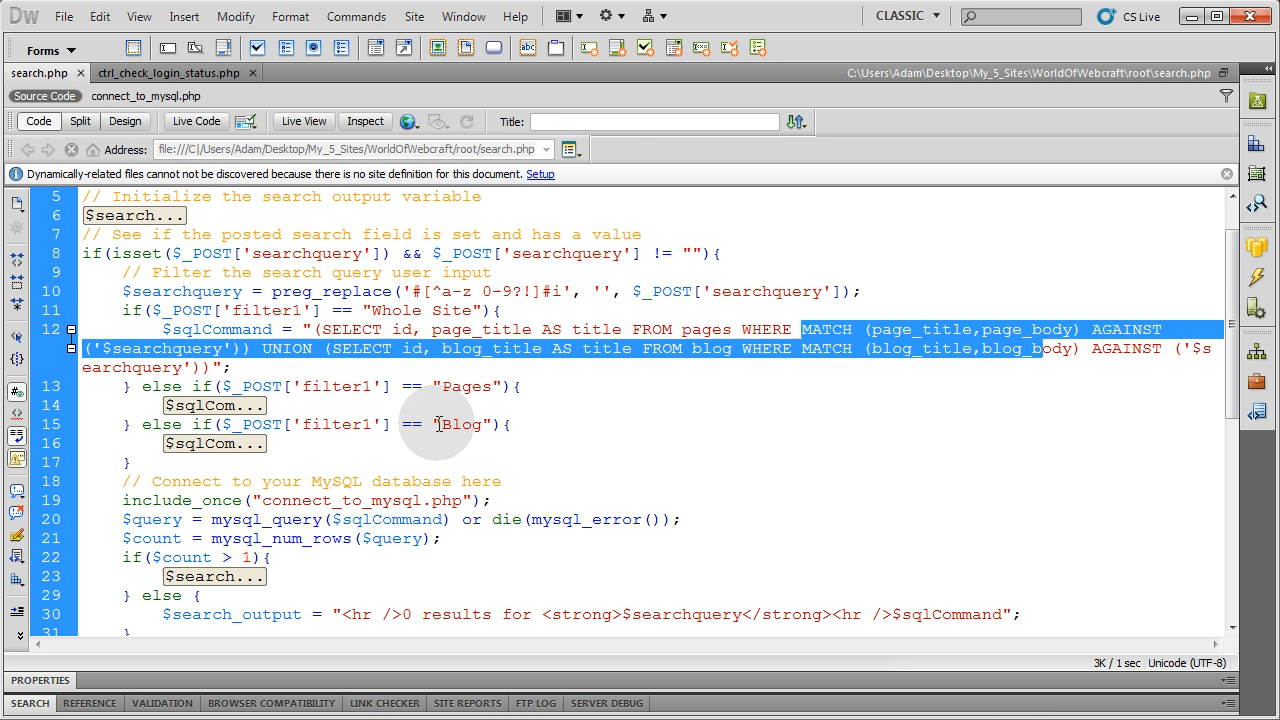 Dw File Edit View Insert Modify Format Commands Site Window Help CLASSIC CS Live
Forms
search.php ctrl_check_login_status.php C:\Users\Adam\Desktop\My_5_Sites\WorldOfWebcraft\root\search.php
Source Code connect_to_mysql.php
Code Split Design Live Code Live View Inspect Title:
Address: file:///C|/Users/Adam/Desktop/My_5_Sites/WorldOfWebcraft/root/search.php
Dynamically-related files cannot not be discovered because there is no site definition for this document. Setup
5 // Initialize the search output variable
6 $search...
7 // See if the posted search field is set and has a value
8 if(isset($_POST['searchquery']) && $_POST['searchquery'] != ""){
9 // Filter the search query user input
10 $searchquery = preg_replace('#[^a-z 0-9?!]#i', '', $_POST['searchquery']);
11 if($_POST['filter1'] == "Whole Site"){
12 $sqlCommand = "(SELECT id, page_title AS title FROM pages WHERE MATCH (page_title,page_body) AGAINST
('$searchquery')) UNION (SELECT id, blog_title AS title FROM blog WHERE MATCH (blog_title,blog_body) AGAINST ('$s
earchquery'))";
13 } else if($_POST['filter1'] == "Pages"){
14 $sqlCom...
15 } else if($_POST['filter1'] == "Blog"){
16 $sqlCom...
17 }
18 // Connect to your MySQL database here
19 include_once("connect_to_mysql.php");
20 $query = mysql_query($sqlCommand) or die(mysql_error());
21 $count = mysql_num_rows($query);
22 if($count > 1){
23 $search...
29 } else {
30 $search_output = "<hr />0 results for <strong>$searchquery</strong><hr />$sqlCommand";
31 }
3K / 1 sec Unicode (UTF-8)
PROPERTIES
SEARCH REFERENCE VALIDATION BROWSER COMPATIBILITY LINK CHECKER SITE REPORTS FTP LOG SERVER DEBUG